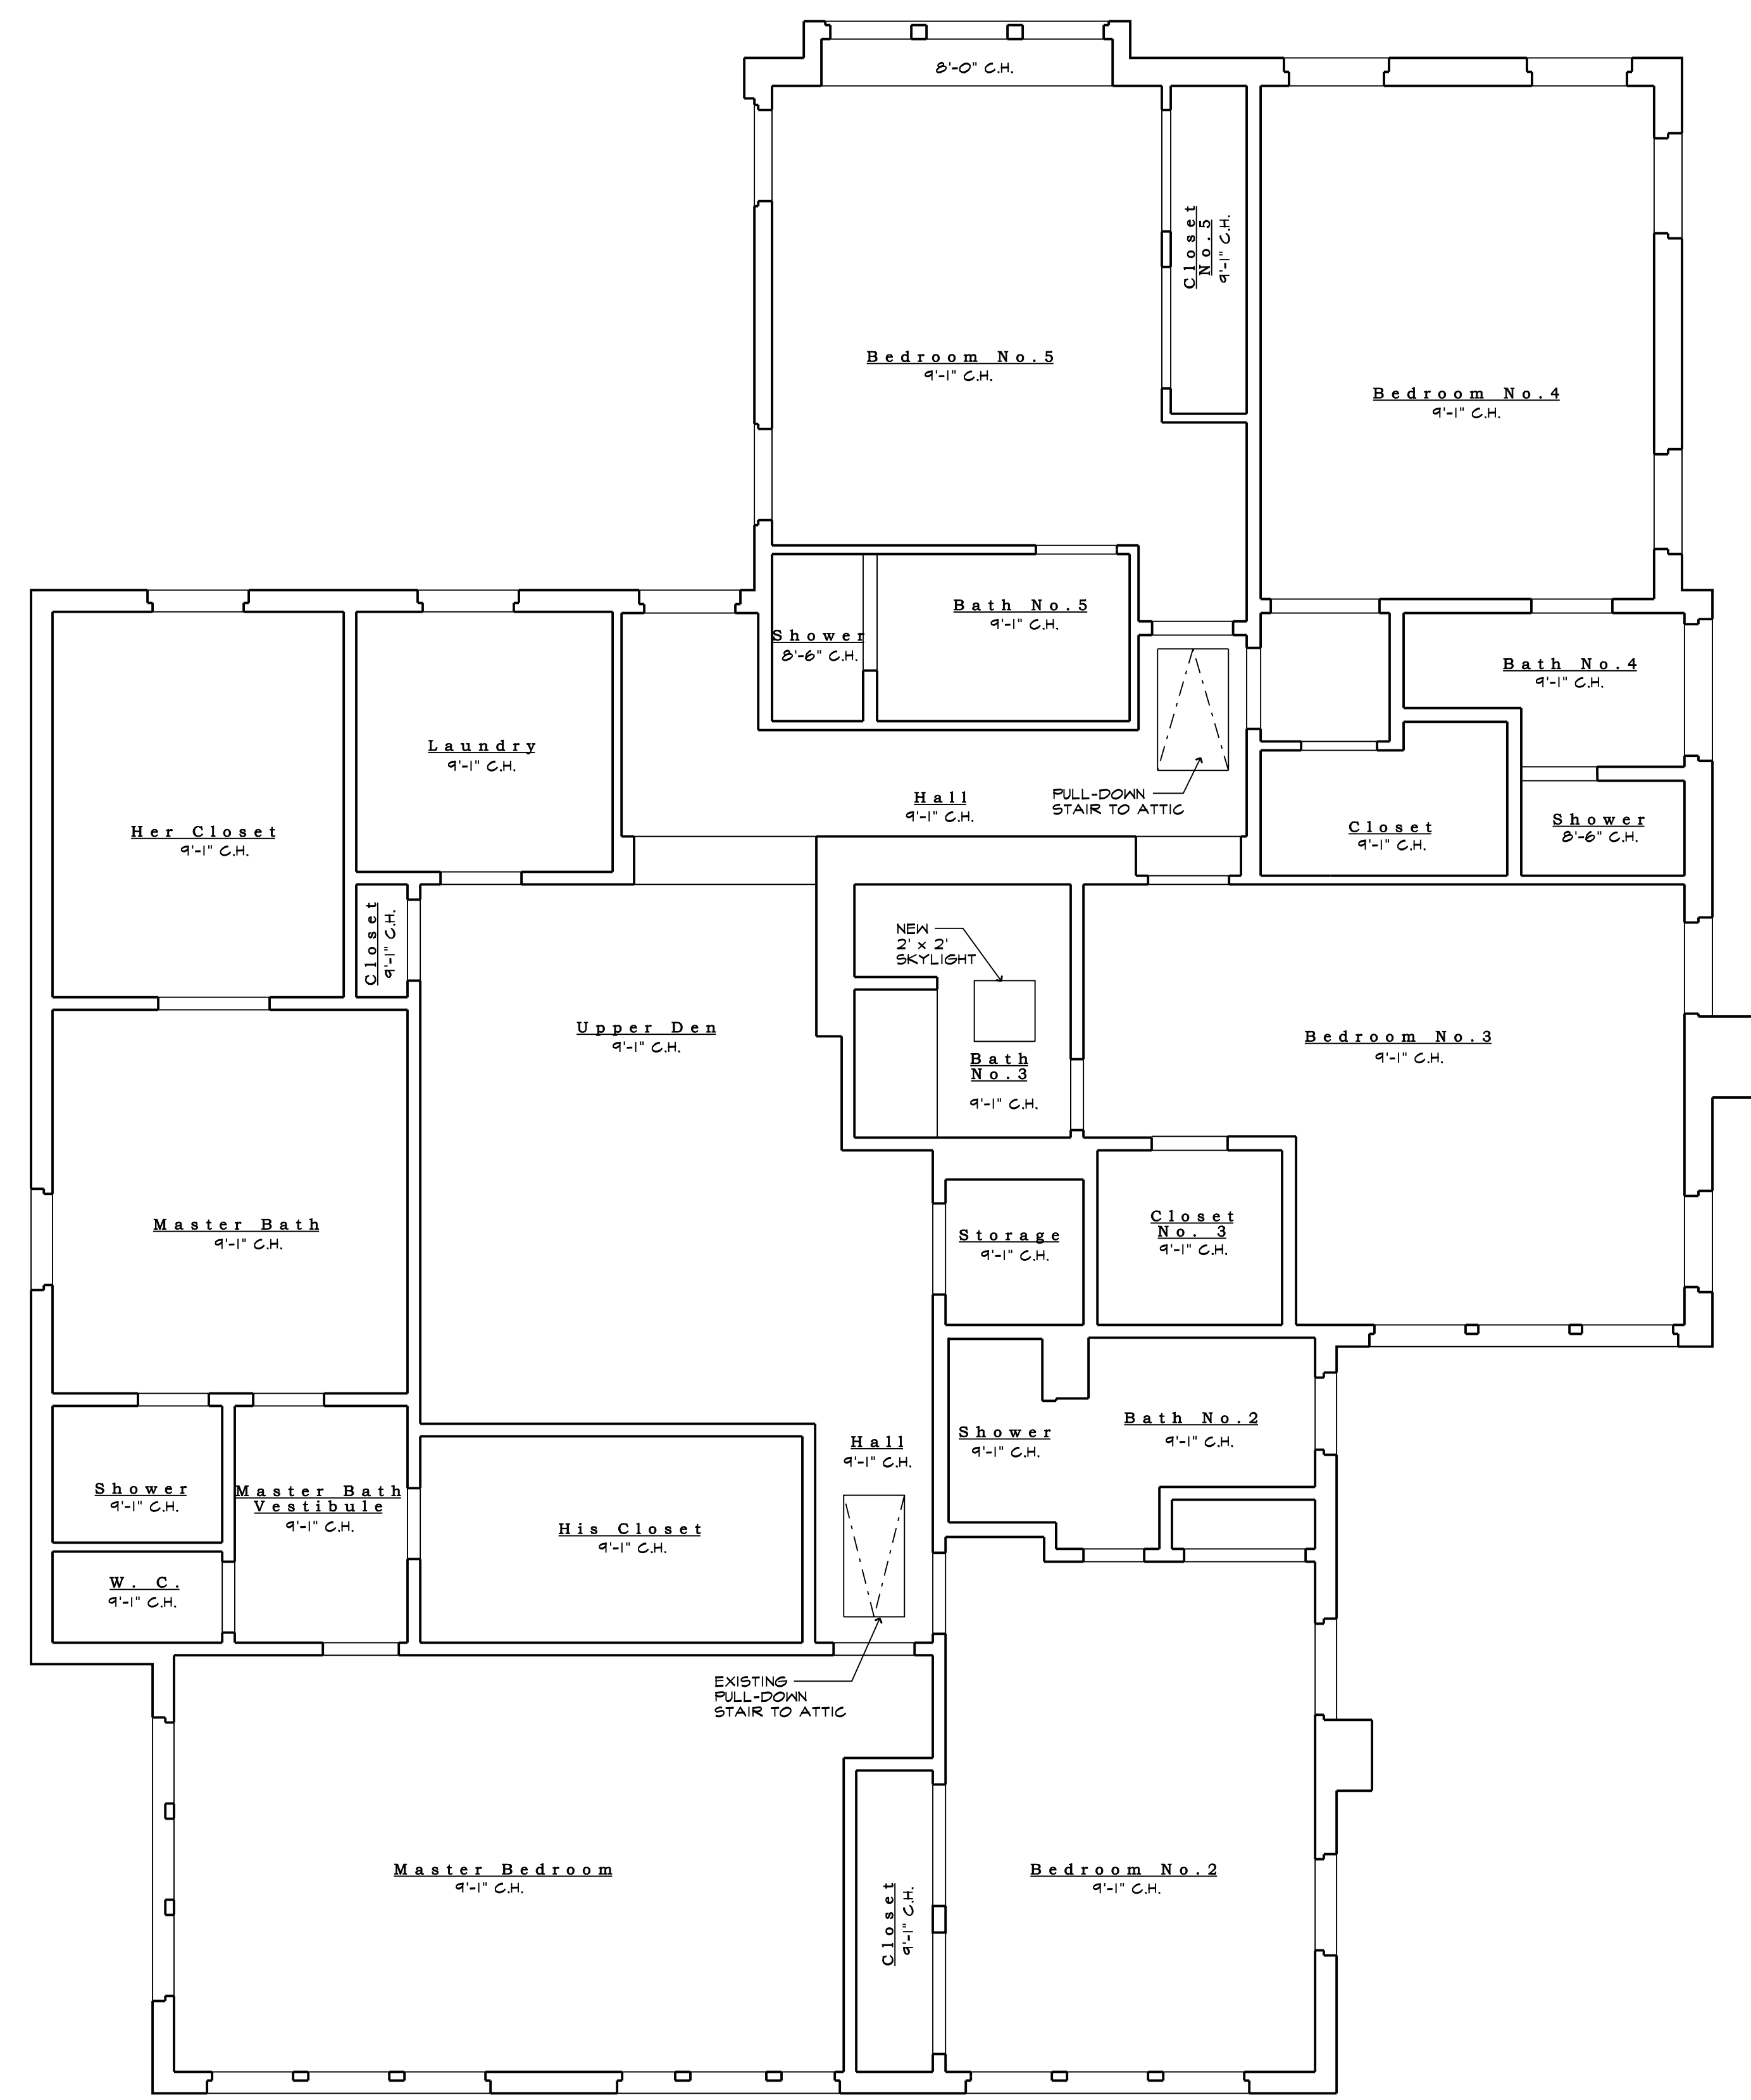 8'-0" C.H.
Closet
No.5
9'-1" C.H.
Bedroom No.5
9'-1" C.H.
Bedroom No.4
9'-1" C.H.
Bath No.5
9'-1" C.H.
Shower
8'-6" C.H.
Bath No.4
9'-1" C.H.
Laundry
9'-1" C.H.
Hall
9'-1" C.H.
PULL-DOWN
STAIR TO ATTIC
Her Closet
9'-1" C.H.
Closet
9'-1" C.H.
Shower
8'-6" C.H.
Closet
9'-1" C.H.
NEW
2' x 2'
SKYLIGHT
Upper Den
9'-1" C.H.
Bath
No.3
9'-1" C.H.
Bedroom No.3
9'-1" C.H.
Master Bath
9'-1" C.H.
Storage
9'-1" C.H.
Closet
No. 3
9'-1" C.H.
Hall
9'-1" C.H.
Shower
9'-1" C.H.
Bath No.2
9'-1" C.H.
Shower
9'-1" C.H.
Master Bath
Vestibule
9'-1" C.H.
His Closet
9'-1" C.H.
W. C.
9'-1" C.H.
EXISTING
PULL-DOWN
STAIR TO ATTIC
Master Bedroom
9'-1" C.H.
Closet
9'-1" C.H.
Bedroom No.2
9'-1" C.H.